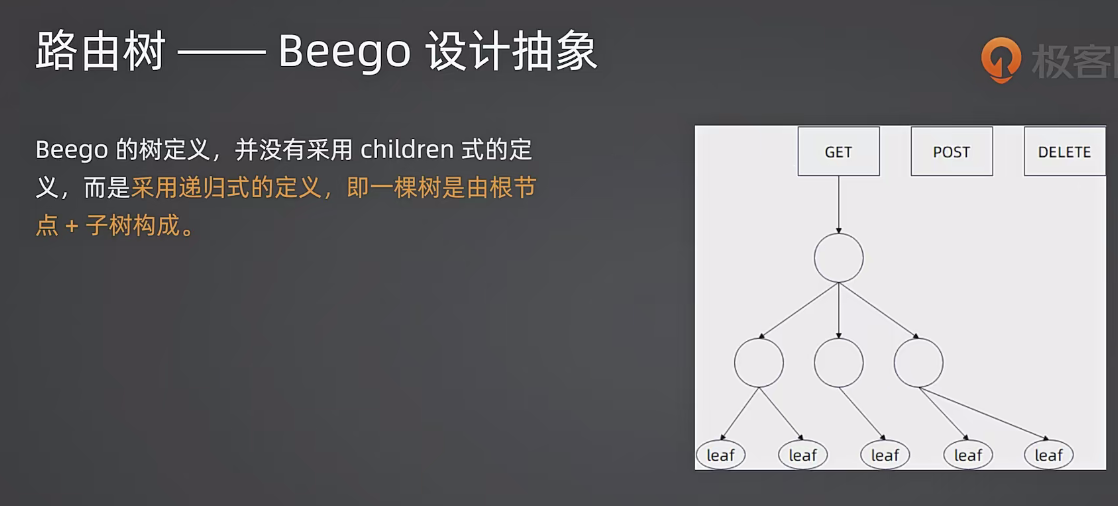 路由树 —— Beego 设计抽象
极客
Beego 的树定义，并没有采用 children 式的定
义，而是采用递归式的定义，即一棵树是由根节
点 + 子树构成。
GET
POST
DELETE
leaf
leaf
leaf
leaf
leaf